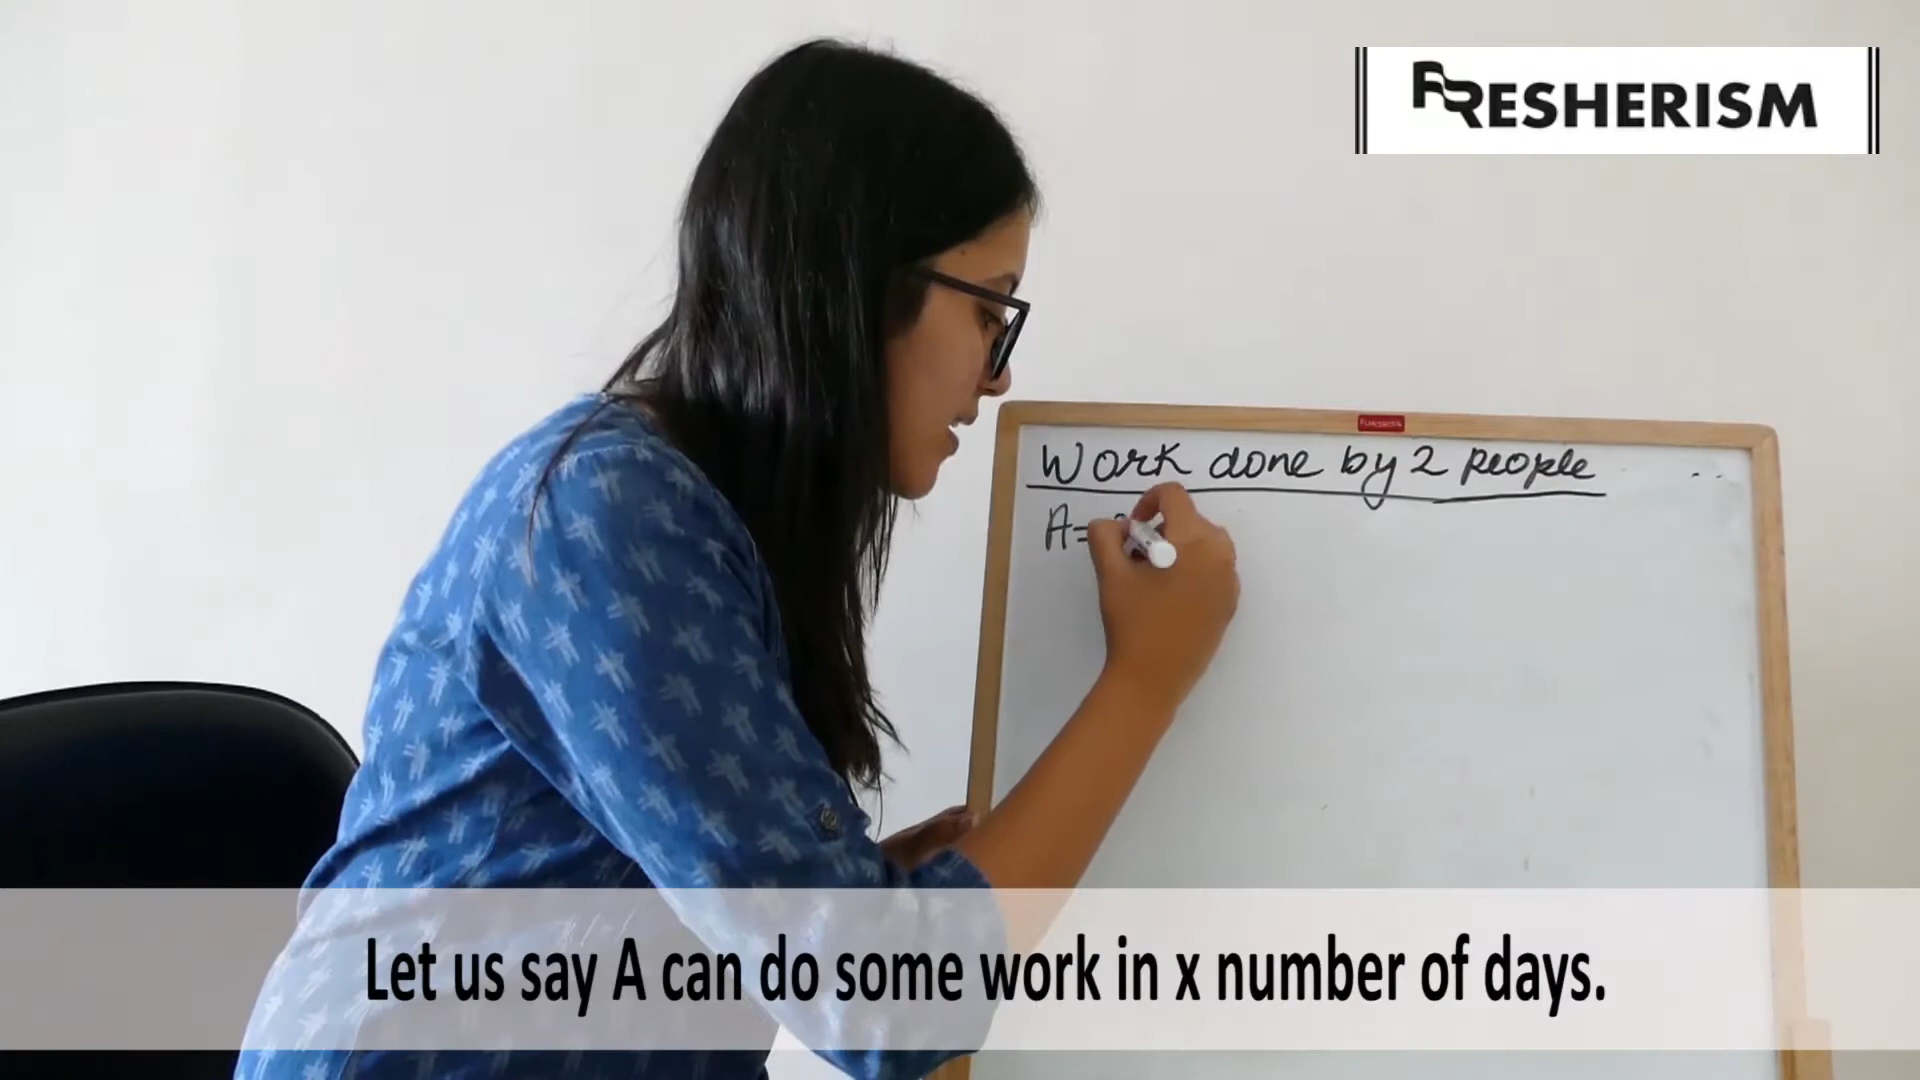 FRESHERISM
Work done by 2 people
A=
Let us say A can do some work in x number of days.